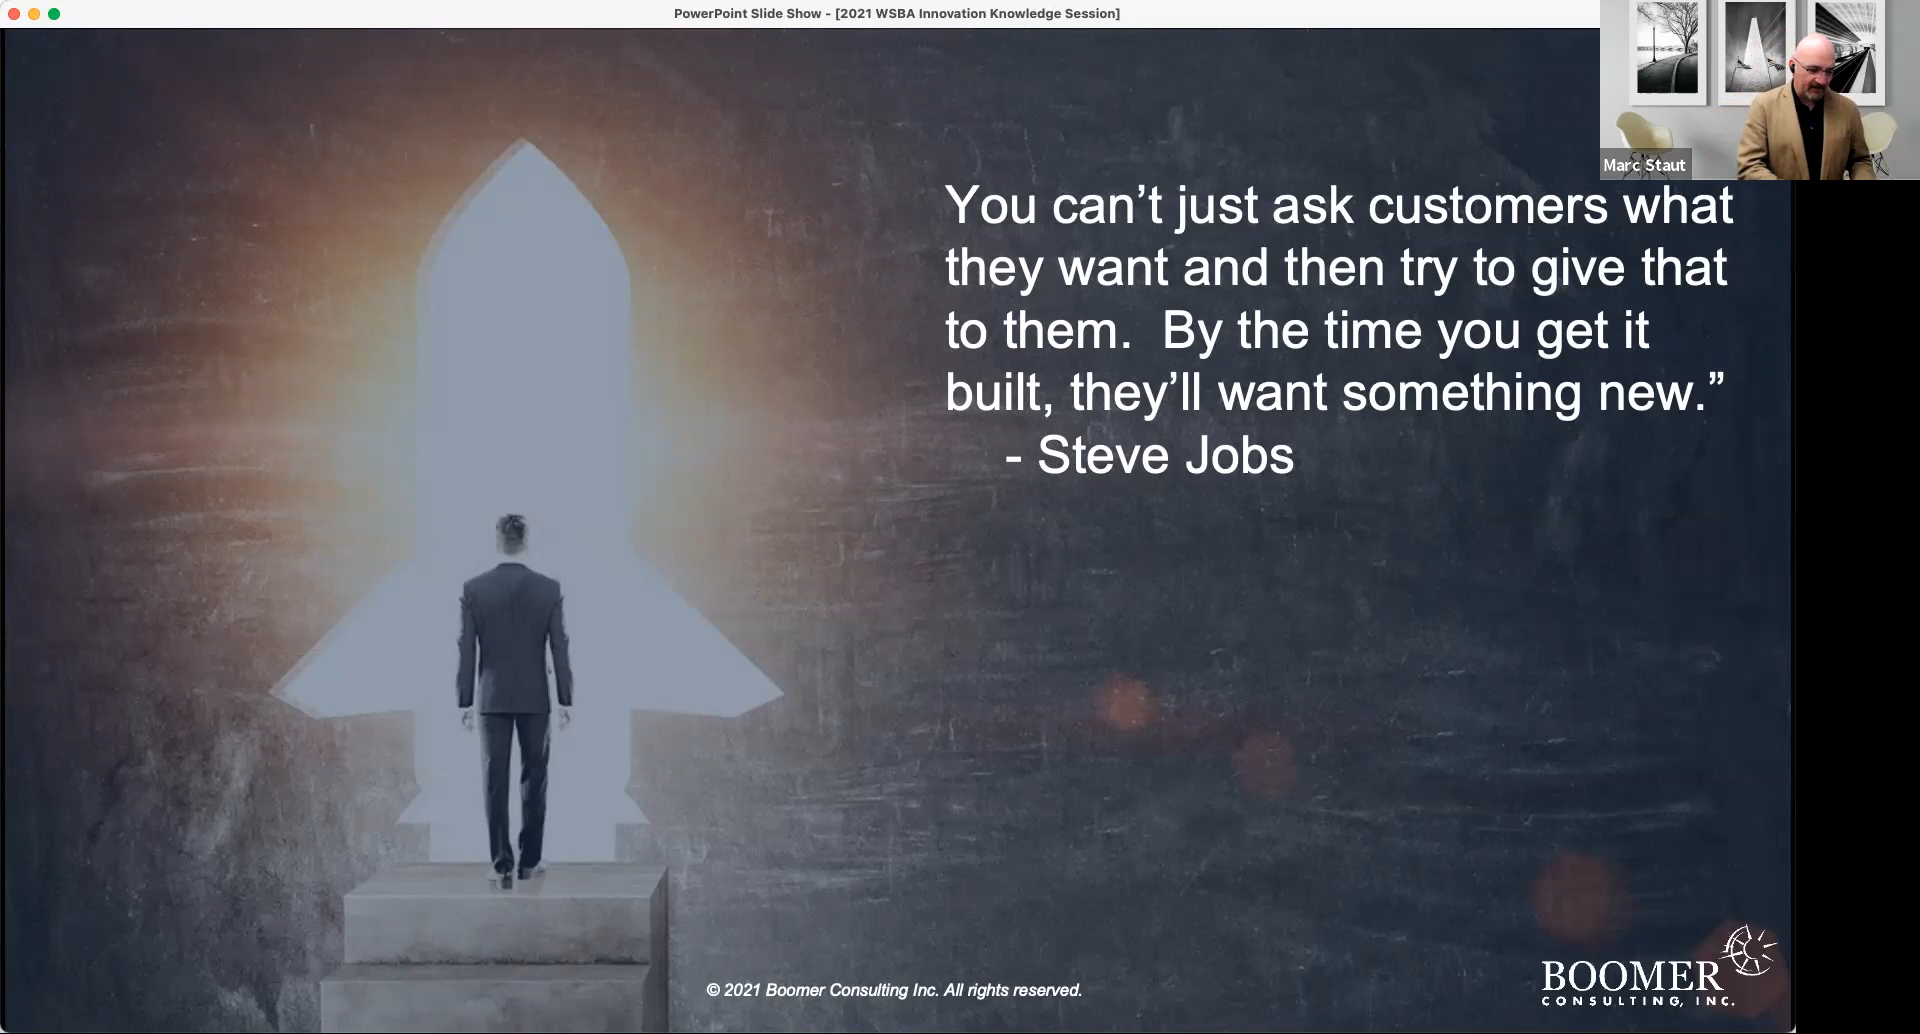 PowerPoint Slide Show - [2021 WSBA Innovation Knowledge Session]
Marc Staut
You can’t just ask customers what
they want and then try to give that
to them.  By the time you get it
built, they’ll want something new.”
- Steve Jobs
© 2021 Boomer Consulting Inc. All rights reserved.
BOOMER
CONSULTING, INC.